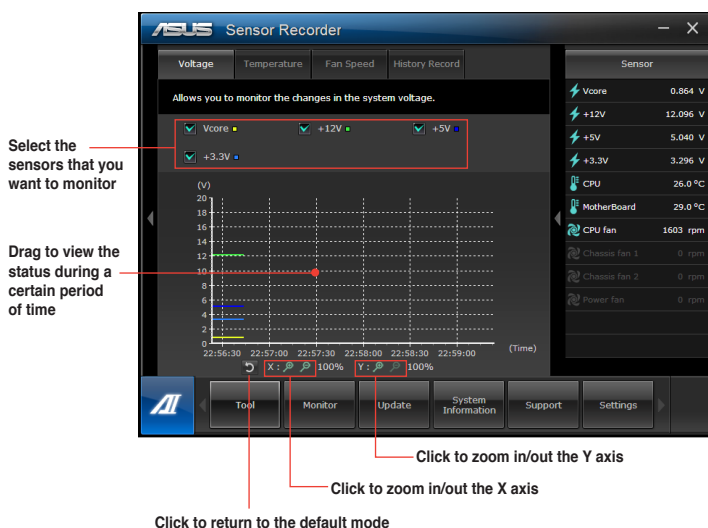 ASUS Sensor Recorder
Voltage Temperature Fan Speed History Record
Allows you to monitor the changes in the system voltage.
Vcore +12V +5V
+3.3V
(V)
20
18
16
14
12
10
8
6
4
2
0
22:56:30 22:57:00 22:57:30 22:58:00 22:58:30 22:59:00
(Time)
X : 100% Y : 100%
Sensor
Vcore 0.864 V
+12V 12.096 V
+5V 5.040 V
+3.3V 3.296 V
CPU 26.0 ºC
MotherBoard 29.0 ºC
CPU fan 1603 rpm
Chassis fan 1 0 rpm
Chassis fan 2 0 rpm
Power fan 0 rpm
Tool Monitor Update System Information Support Settings
Select the
sensors that you
want to monitor
Drag to view the
status during a
certain period
of time
Click to zoom in/out the Y axis
Click to zoom in/out the X axis
Click to return to the default mode